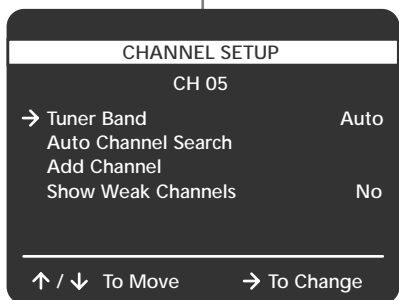 CHANNEL SETUP
CH 05
→ Tuner Band Auto
Auto Channel Search
Add Channel
Show Weak Channels No
↑ / ↓ To Move → To Change